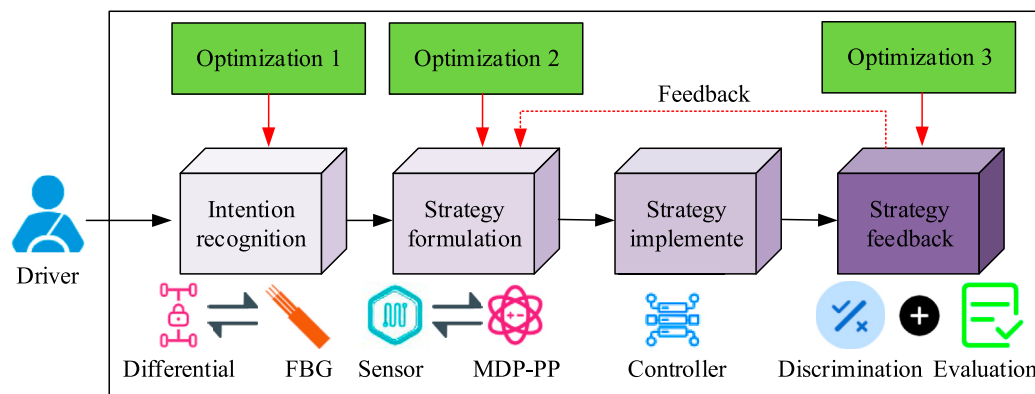 Optimization 1
Optimization 2
Optimization 3
Feedback
Intention
recognition
Strategy
formulation
Strategy
implemente
Strategy
feedback
Driver
Differential
FBG
Sensor
MDP-PP
Controller
Discrimination
Evaluation